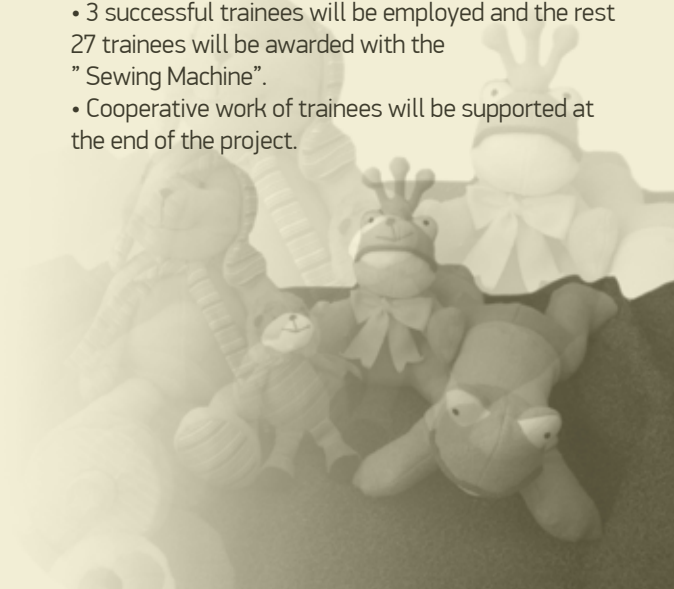 • 3 successful trainees will be employed and the rest
27 trainees will be awarded with the
” Sewing Machine”.
• Cooperative work of trainees will be supported at
the end of the project.